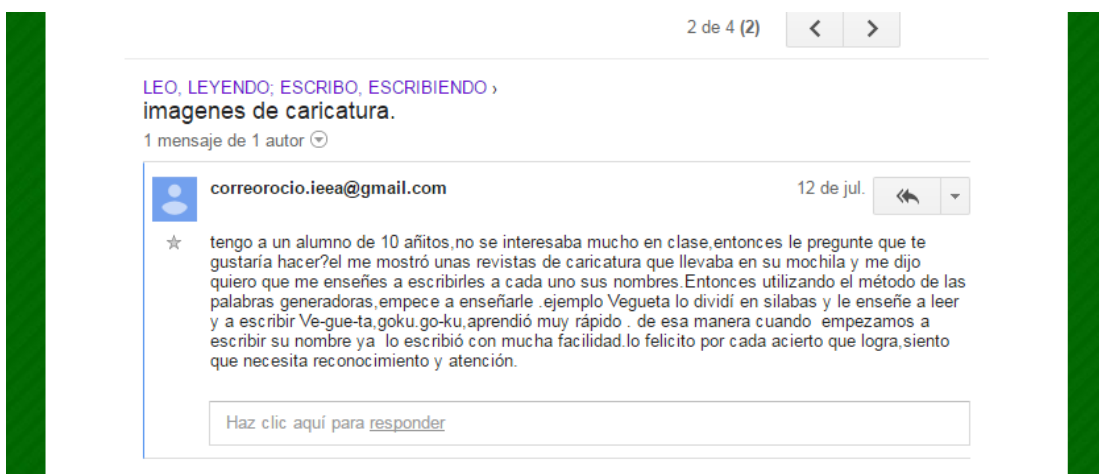 2 de 4 (2)
LEO, LEYENDO; ESCRIBO, ESCRIBIENDO ›
imagenes de caricatura.
1 mensaje de 1 autor
correorocio.ieea@gmail.com 12 de jul.
tengo a un alumno de 10 añitos,no se interesaba mucho en clase,entonces le pregunte que te
gustaría hacer?el me mostró unas revistas de caricatura que llevaba en su mochila y me dijo
quiero que me enseñes a escribirles a cada uno sus nombres.Entonces utilizando el método de las
palabras generadoras,empece a enseñarle .ejemplo Vegueta lo dividí en silabas y le enseñe a leer
y a escribir Ve-gue-ta,goku.go-ku,aprendió muy rápido . de esa manera cuando  empezamos a
escribir su nombre ya  lo escribió con mucha facilidad.lo felicito por cada acierto que logra,siento
que necesita reconocimiento y atención.
Haz clic aquí para responder